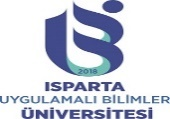 2018
ISPARTA
UYGULAMALI BİLİMLER
ÜNİVERSİTESİ